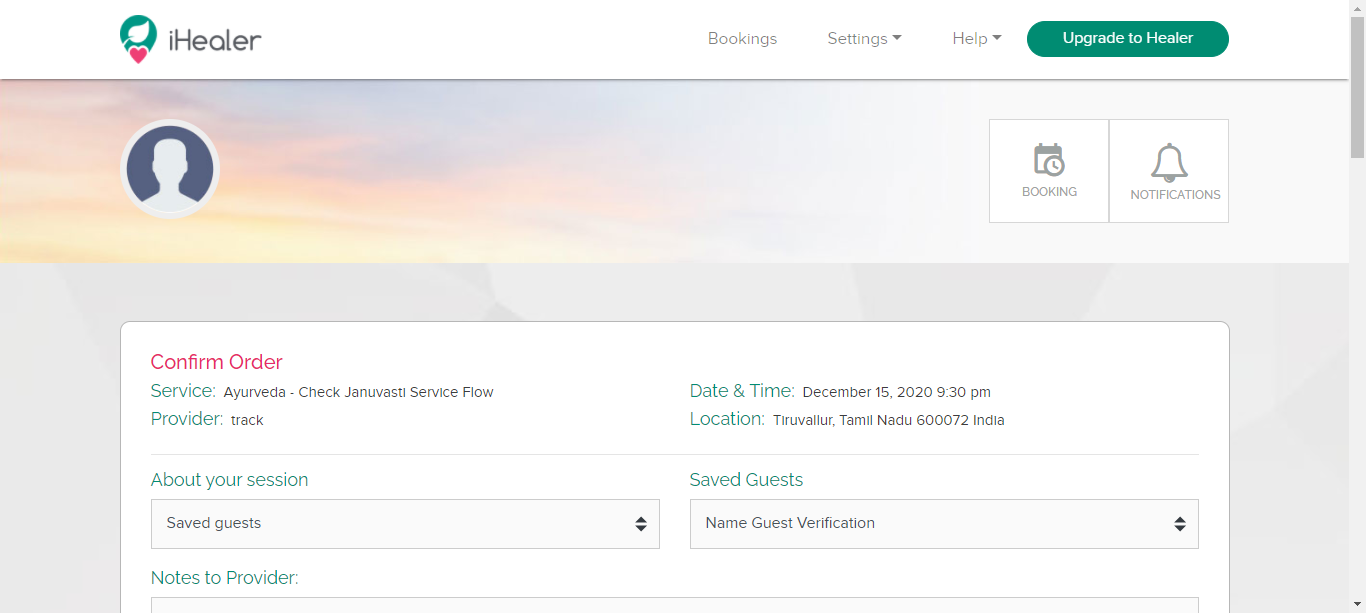 iHealer
Bookings
Settings
Help
Upgrade to Healer
BOOKING
NOTIFICATIONS
Confirm Order
Service: Ayurveda - Check Januvasti Service Flow
Date & Time: December 15, 2020 9:30 pm
Provider: track
Location: Tiruvallur, Tamil Nadu 600072 India
About your session
Saved Guests
Saved guests
Name Guest Verification
Notes to Provider: